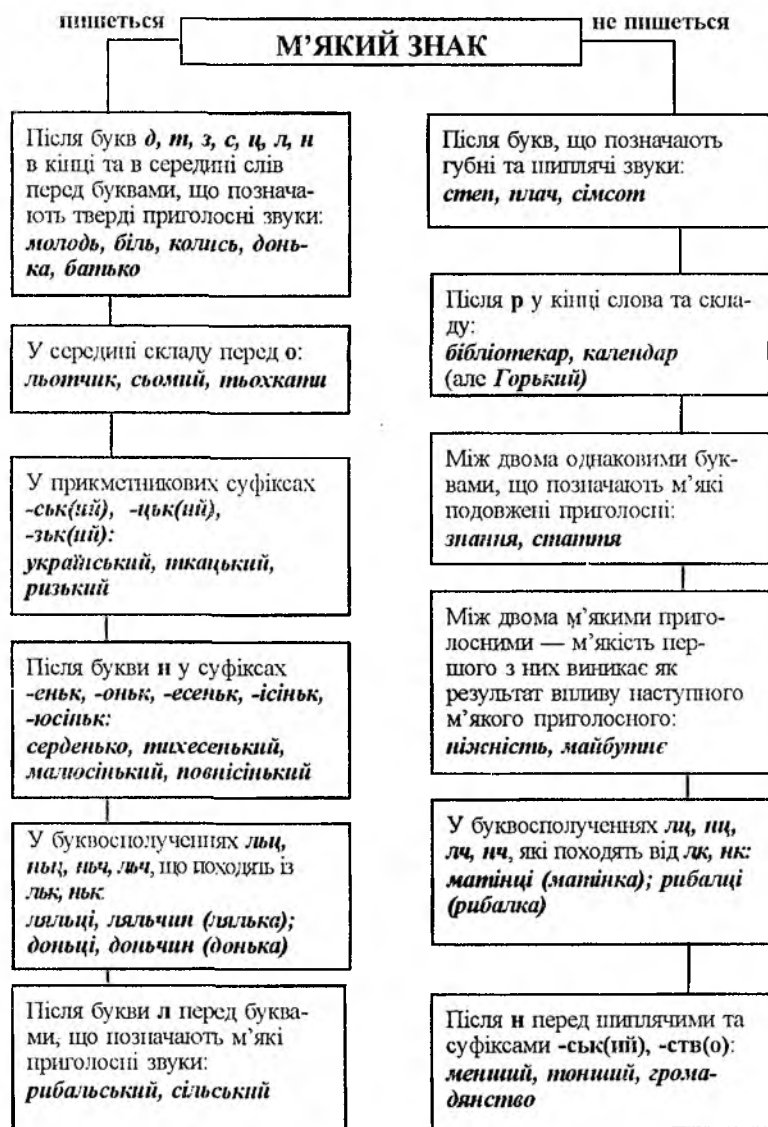 пишеться
М’ЯКИЙ ЗНАК
не пишеться
Після букв д, т, з, с, ц, л, н
в кінці та в середині слів
перед буквами, що познача-
ють тверді приголосні звуки:
молодь, біль, колись, донь-
ка, батько
У середині складу перед о:
льотчик, сьомий, тьохкати
У прикметникових суфіксах
-ськ(ий), -цьк(ий),
-зьк(ий):
український, ткацький,
ризький
Після букви н у суфіксах
-еньк, -оньк, -есеньк, -ісіньк,
-юсіньк:
серденько, тихесенький,
малюсінький, повнісінький
У буквосполученнях льц,
ньц, ньч, льч, що походять із
льк, ньк:
ляльці, ляльчин (лялька);
доньці, доньчин (донька)
Після букви л перед буква-
ми, що позначають м’які
приголосні звуки:
рибальський, сільський
Після букв, що позначають
губні та шиплячі звуки:
степ, плач, сімсот
Після р у кінці слова та скла-
ду:
бібліотекар, календар
(але Горький)
Між двома однаковими бук-
вами, що позначають м’які
подовжені приголосні:
знання, стаття
Між двома м’якими приго-
лосними — м’якість пер-
шого з них виникає як
результат впливу наступного
м’якого приголосного:
ніжність, майбутнє
У буквосполученнях лц, нц,
лч, нч, які походять від лк, нк:
матінці (матінка); рибалці
(рибалка)
Після н перед шиплячими та
суфіксами -ськ(ий), -ств(о):
менший, тонший, грома-
дянство